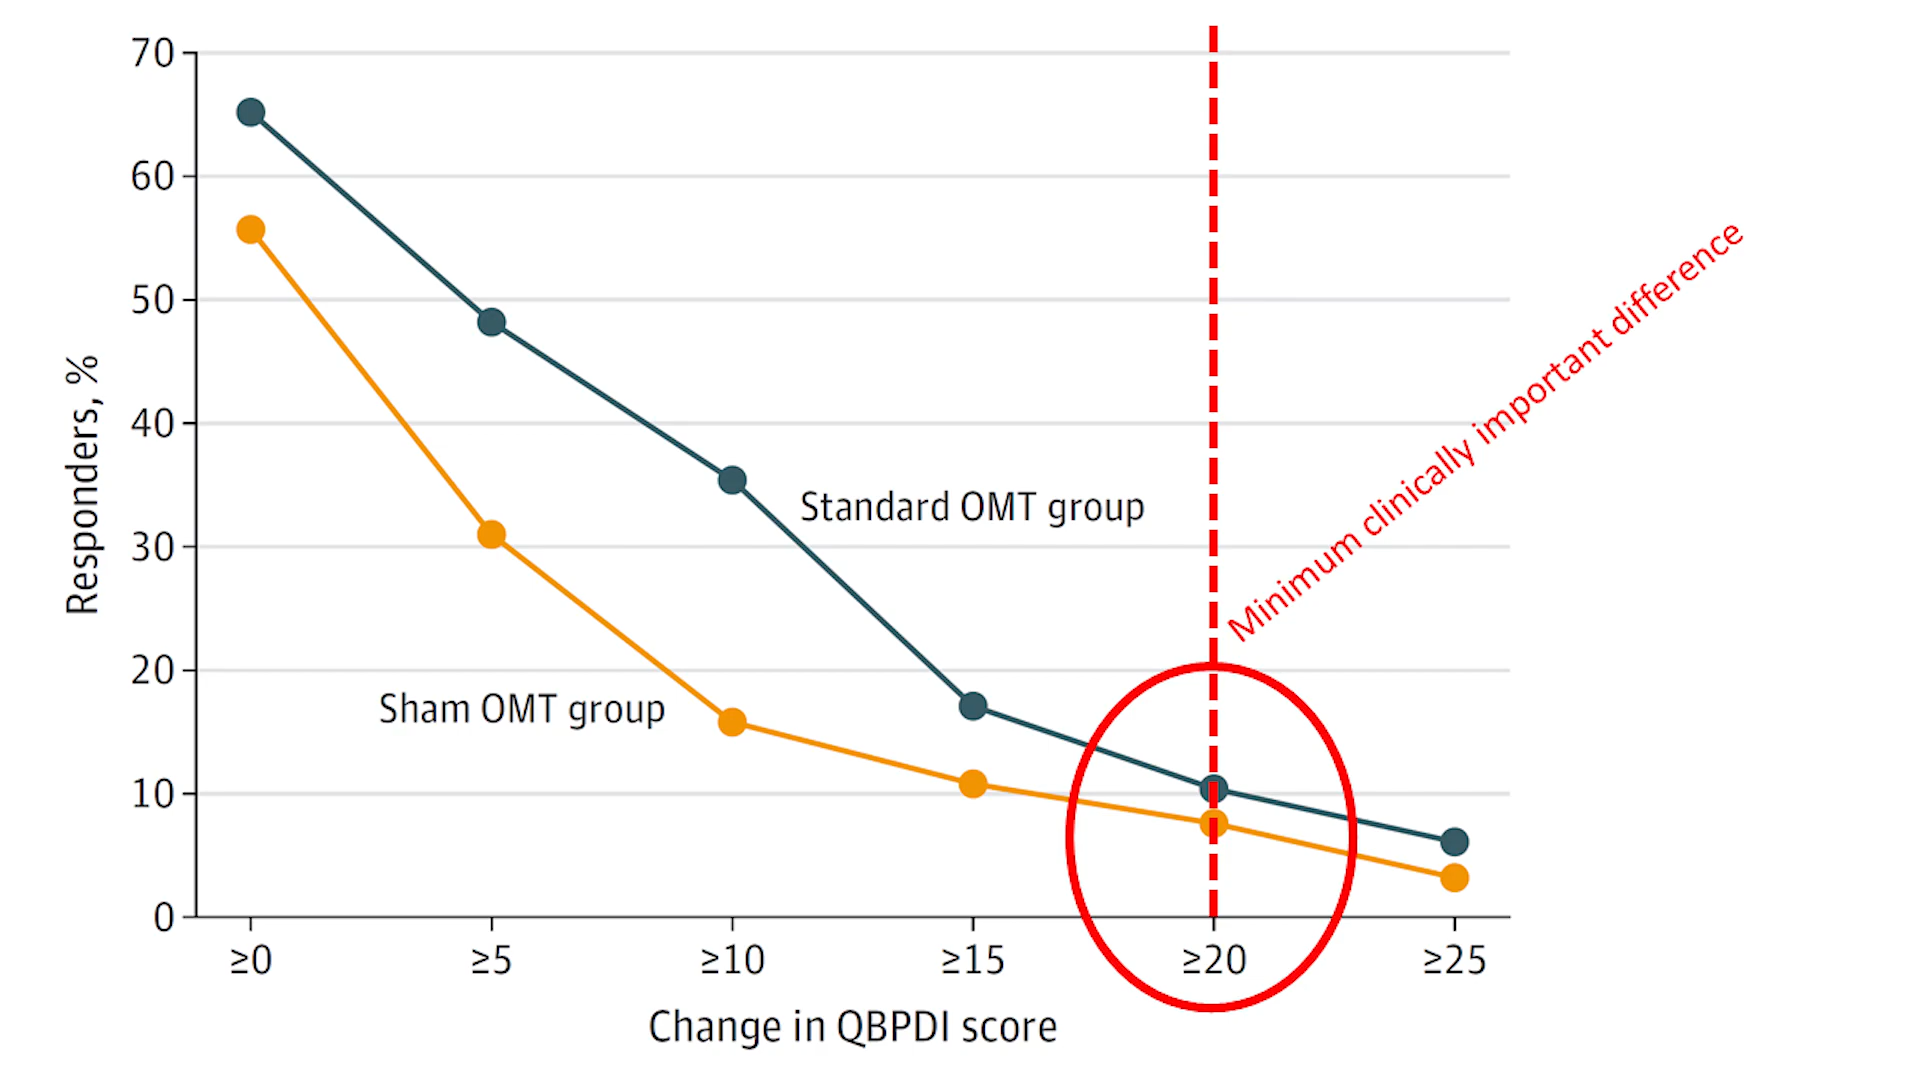 70
60
50
40
30
20
10
0
Responders, %
Standard OMT group
Sham OMT group
Minimum clinically important difference
≥0
≥5
≥10
≥15
≥20
≥25
Change in QBPDI score